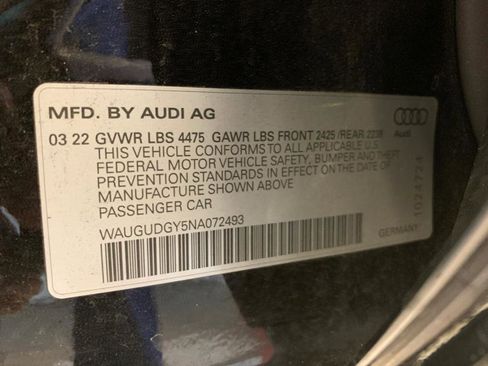 MFD. BY AUDI AG
03 22 GVWR LBS 4475 GAWR LBS FRONT 2425 /REAR 2238
THIS VEHICLE CONFORMS TO ALL APPLICABLE U.S.
FEDERAL MOTOR VEHICLE SAFETY, BUMPER AND THEFT
PREVENTION STANDARDS IN EFFECT ON THE DATE OF
MANUFACTURE SHOWN ABOVE
PASSENGER CAR
WAUGUDGY5NA072493
Audi
1024734
GERMANY